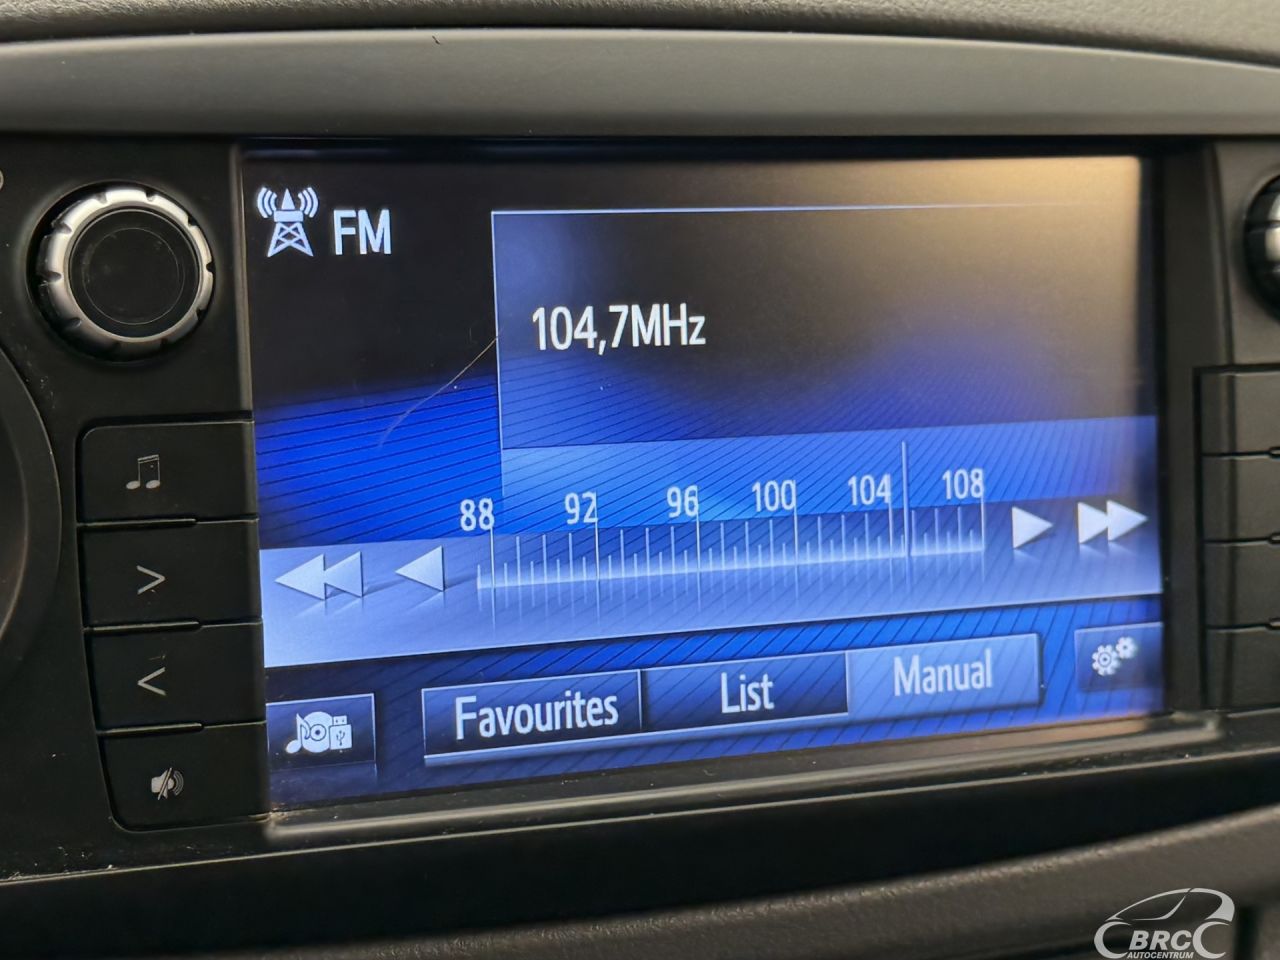 FM
104,7MHz
88 92 96 100 104 108
Favourites List Manual
BRC
AUTOCENTRUM